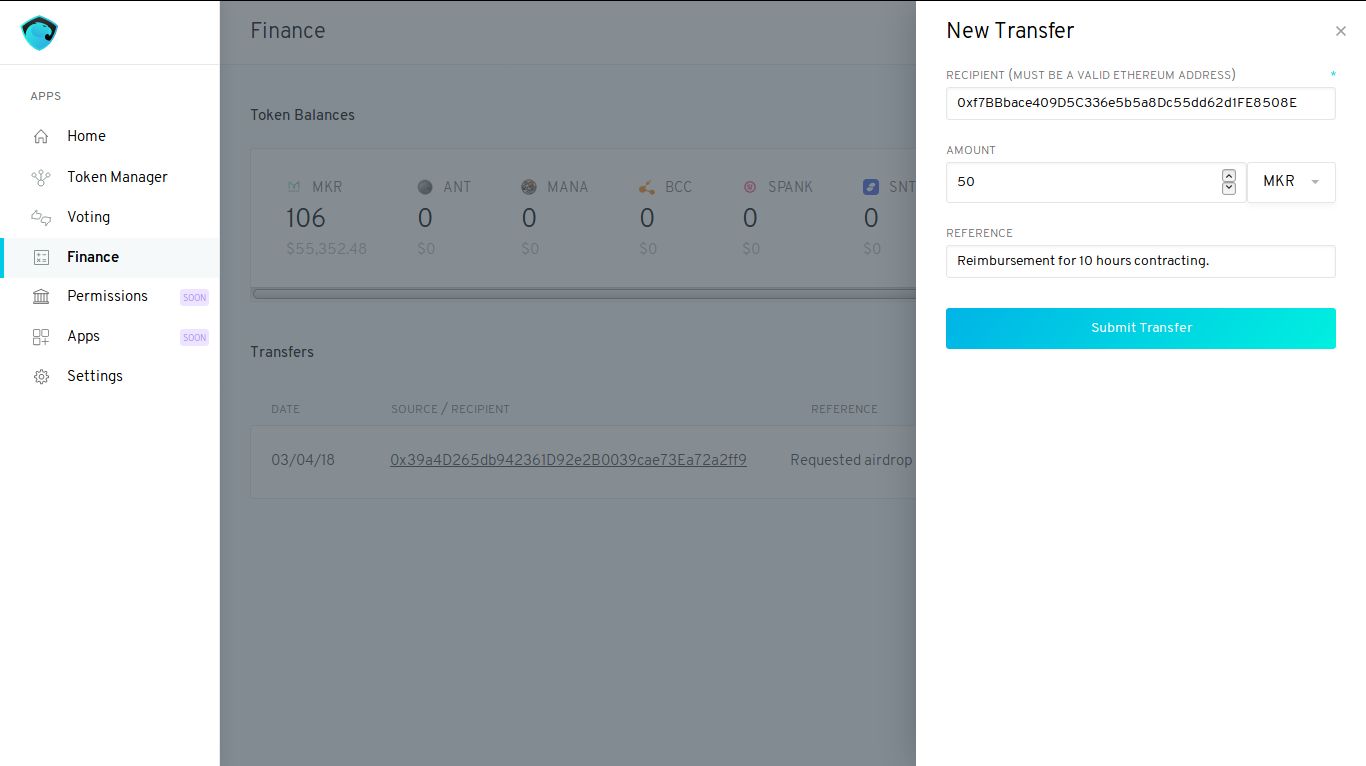 APPS
Home
Token Manager
Voting
Finance
Permissions SOON
Apps SOON
Settings
Finance
Token Balances
MKR ANT MANA BCC SPANK SNT
106 0 0 0 0 0
$55,352.48 $0 $0 $0 $0 $0
Transfers
DATE SOURCE / RECIPIENT REFERENCE
03/04/18 0x39a4D265db942361D92e2B0039cae73Ea72a2ff9 Requested airdrop
New Transfer ×
RECIPIENT (MUST BE A VALID ETHEREUM ADDRESS) *
0xf7BBbace409D5C336e5b5a8Dc55dd62d1FE8508E
AMOUNT
50 MKR
REFERENCE
Reimbursement for 10 hours contracting.
Submit Transfer